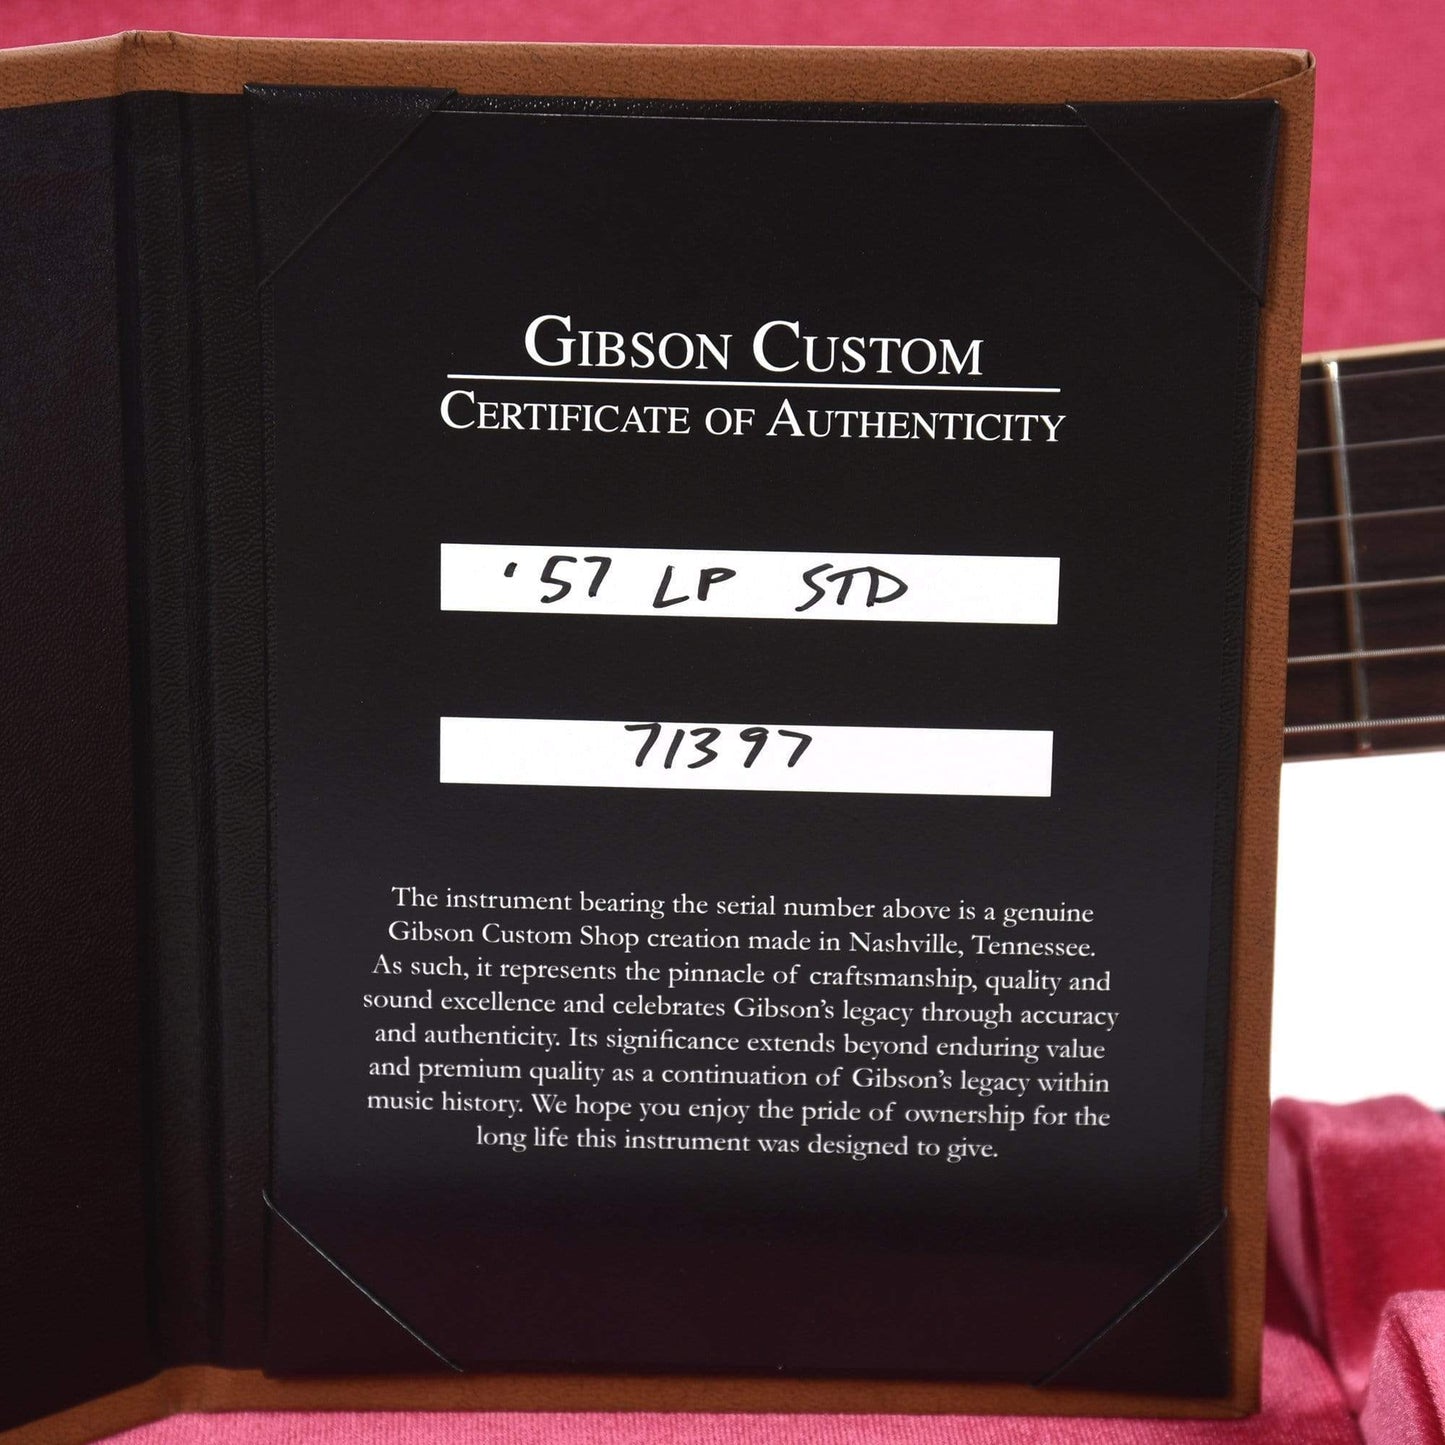 GIBSON CUSTOM
CERTIFICATE OF AUTHENTICITY
'57 LP STD
71397
The instrument bearing the serial number above is a genuine
Gibson Custom Shop creation made in Nashville, Tennessee.
As such, it represents the pinnacle of craftsmanship, quality and
sound excellence and celebrates Gibson's legacy through accuracy
and authenticity. Its significance extends beyond enduring value
and premium quality as a continuation of Gibson's legacy within
music history. We hope you enjoy the pride of ownership for the
long life this instrument was designed to give.